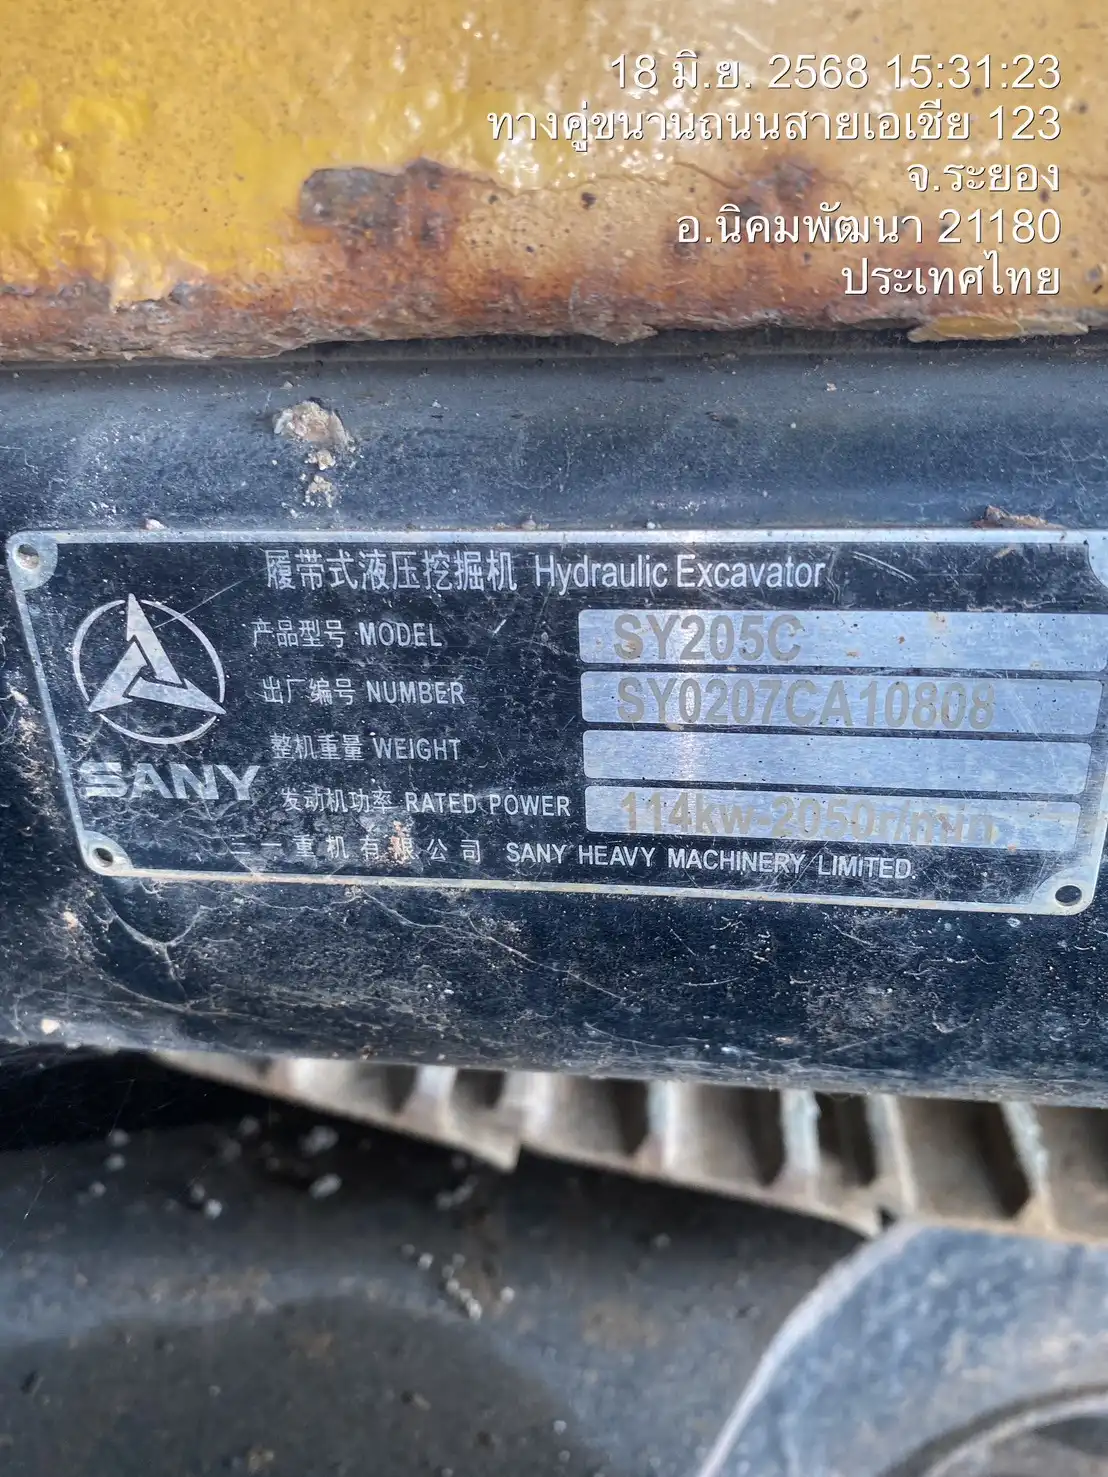 18 มิ.ย. 2568 15:31:23
ทางคู่ขนานถนนสายเอเชีย 123
จ.ระยอง
อ.นิคมพัฒนา 21180
ประเทศไทย
履带式液压挖掘机 Hydraulic Excavator
产品型号 MODEL SY205C
出厂编号 NUMBER SY0207CA10808
整机重量 WEIGHT
SANY
发动机功率 RATED POWER 114kw-2050r/min
三一重机有限公司 SANY HEAVY MACHINERY LIMITED.